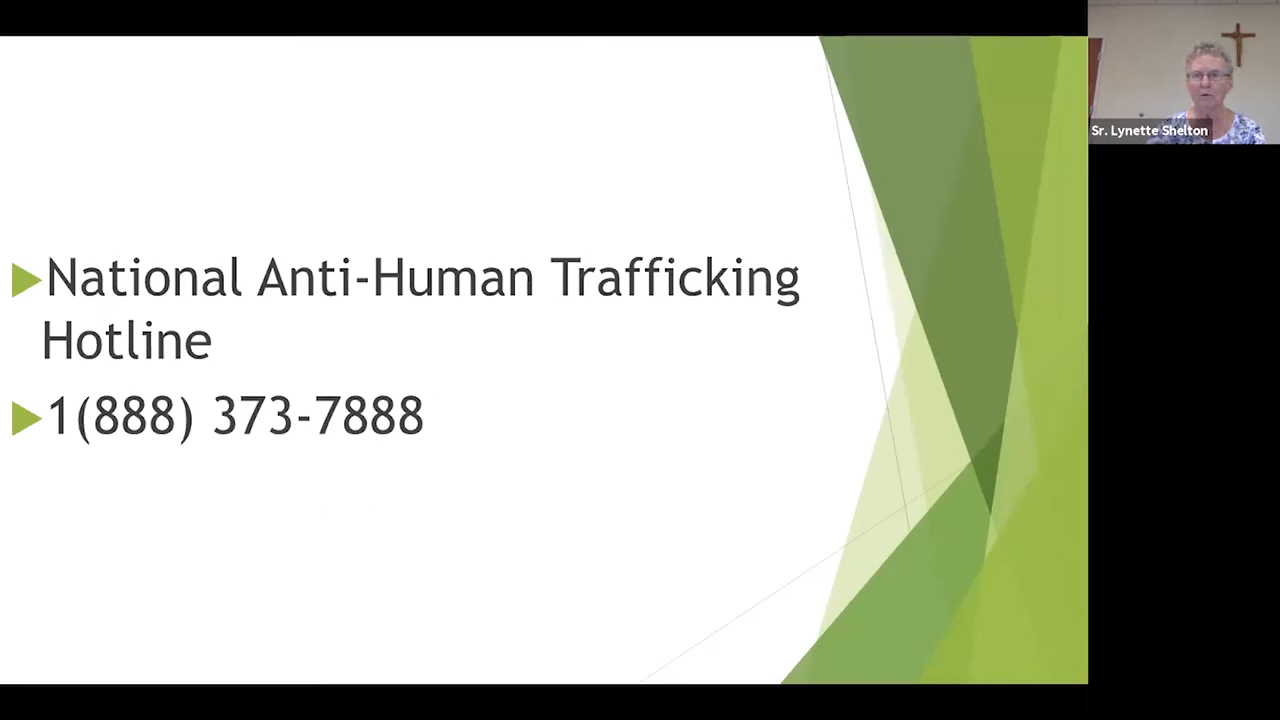 National Anti-Human Trafficking
Hotline
1(888) 373-7888
Sr. Lynette Shelton